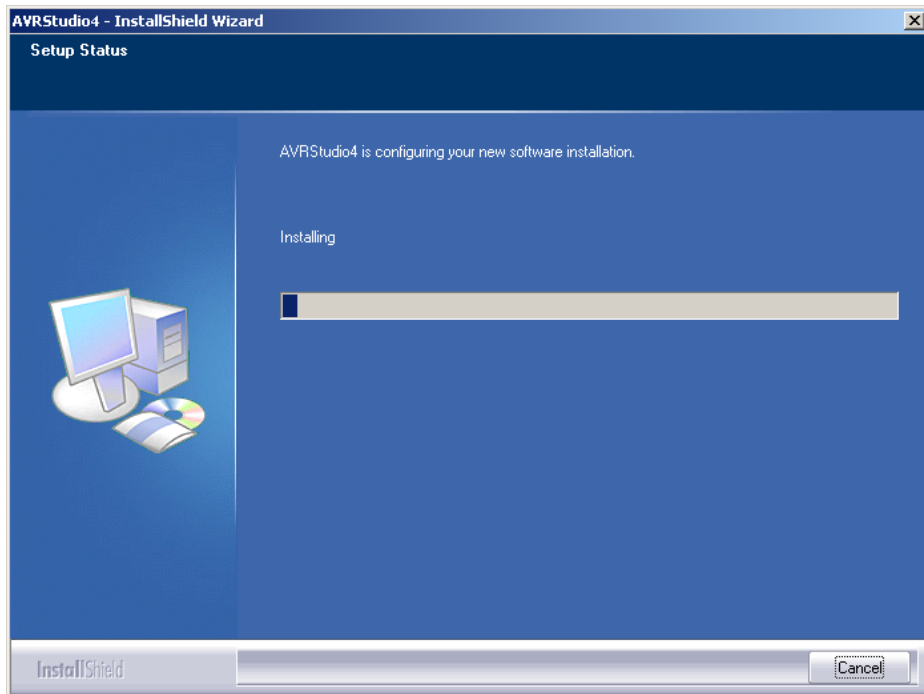 AVRStudio4 - InstallShield Wizard
Setup Status
AVRStudio4 is configuring your new software installation.
Installing
InstallShield
Cancel